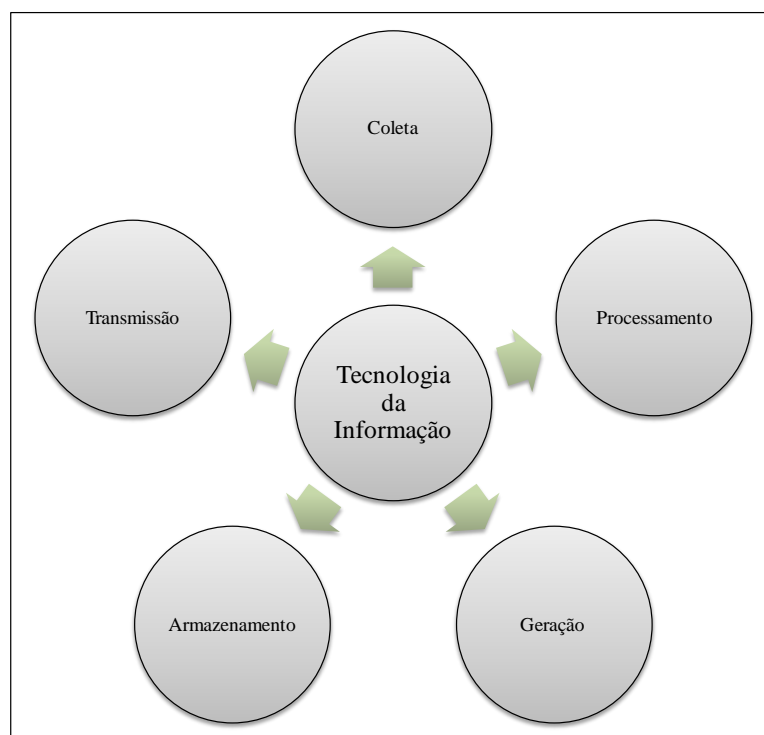 Coleta
Transmissão
Processamento
Tecnologia
da
Informação
Armazenamento
Geração